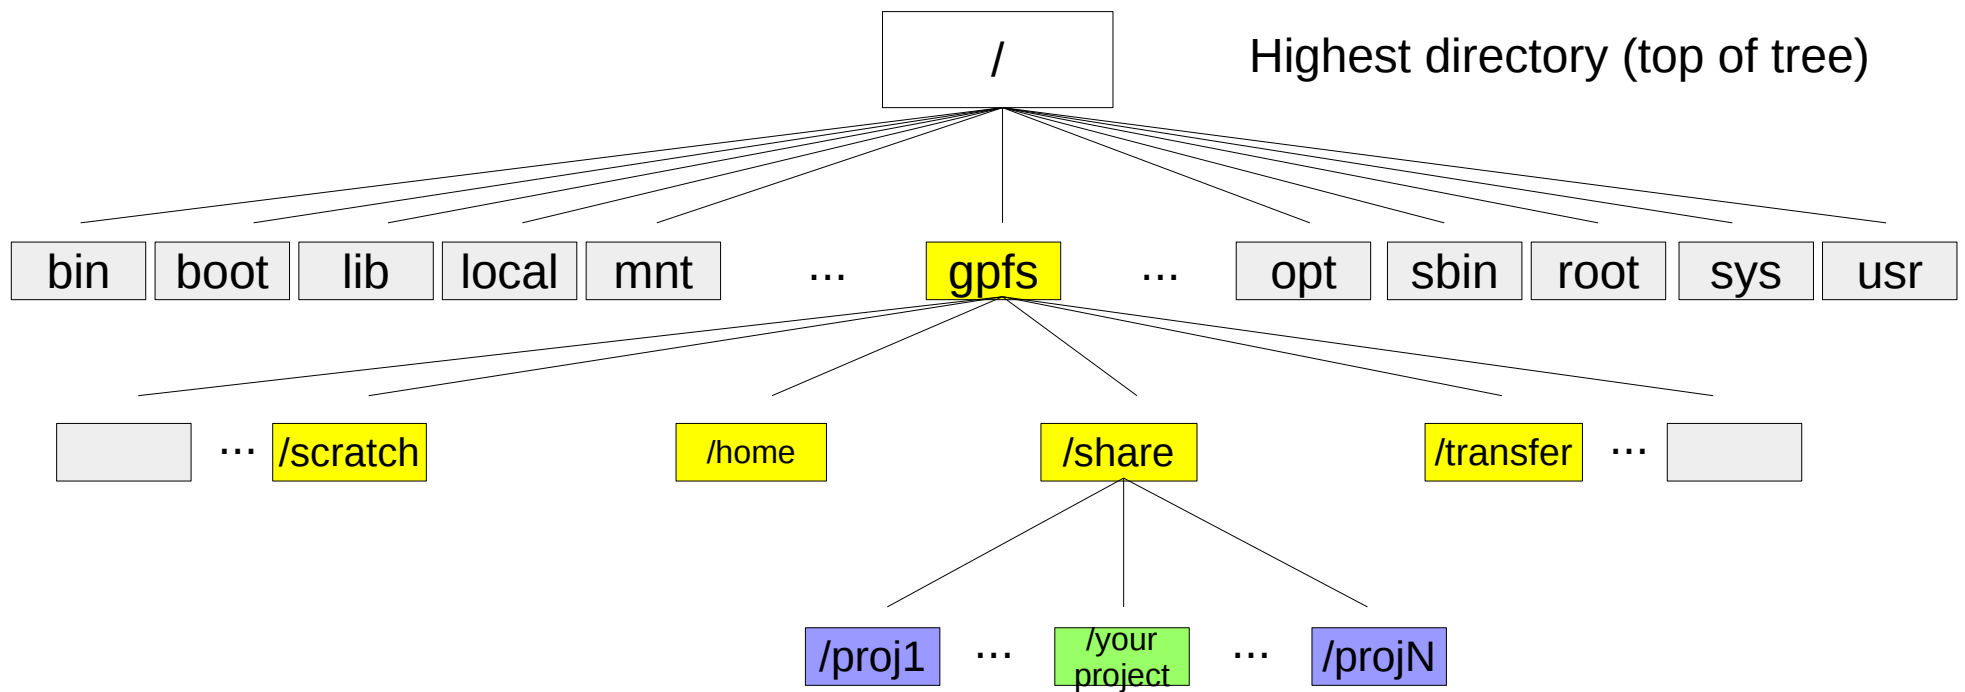 /
Highest directory (top of tree)
bin boot lib local mnt ... gpfs ... opt sbin root sys usr
... /scratch /home /share /transfer ...
/proj1 ... /your project ... /projN